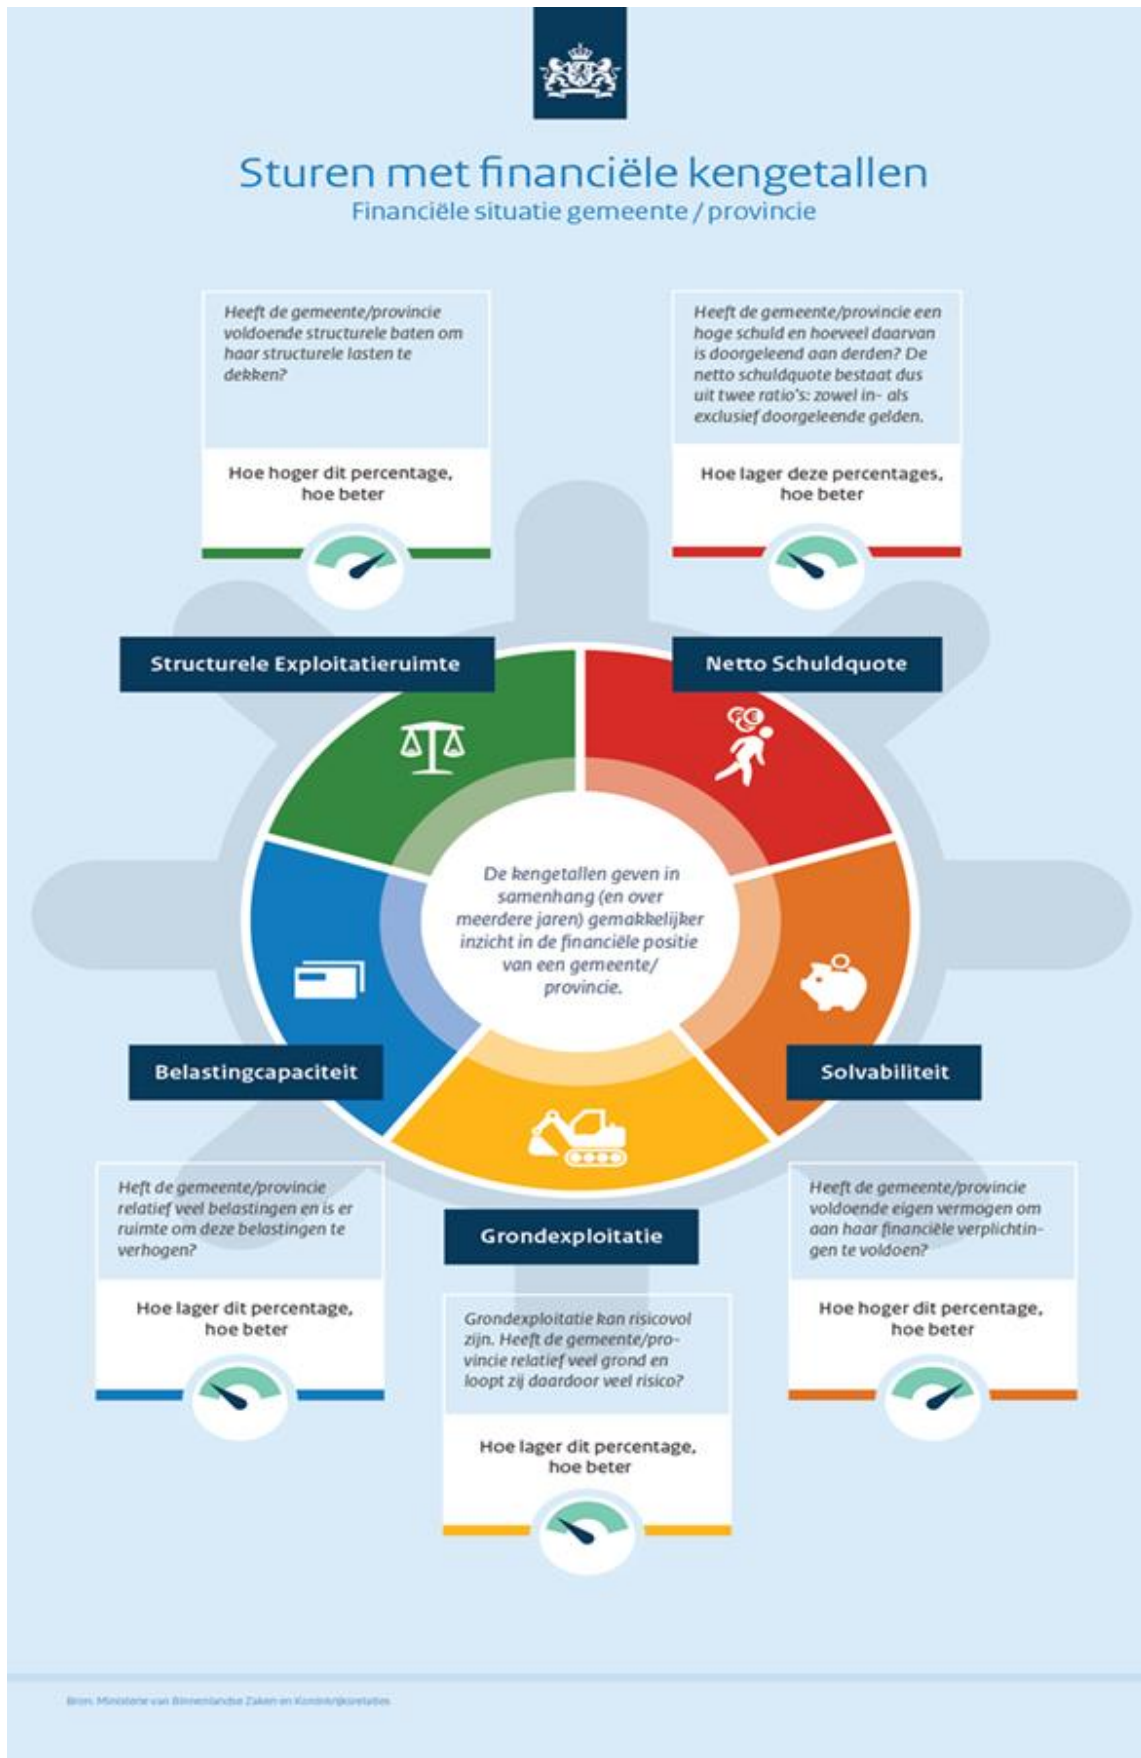 Sturen met financiële kengetallen
Financiële situatie gemeente / provincie
Heeft de gemeente/provincie
voldoende structurele baten om
haar structurele lasten te
dekken?
Hoe hoger dit percentage,
hoe beter
Heeft de gemeente/provincie een
hoge schuld en hoeveel daarvan
is doorgeleend aan derden? De
netto schuldquote bestaat dus
uit twee ratio's: zowel in- als
exclusief doorgeleende gelden.
Hoe lager deze percentages,
hoe beter
Structurele Exploitatieruimte
Netto Schuldquote
De kengetallen geven in
samenhang (en over
meerdere jaren) gemakkelijker
inzicht in de financiële positie
van een gemeente/
provincie.
Belastingcapaciteit
Solvabiliteit
Heft de gemeente/provincie
relatief veel belastingen en is er
ruimte om deze belastingen te
verhogen?
Hoe lager dit percentage,
hoe beter
Grondexploitatie
Grondexploitatie kan risicovol
zijn. Heeft de gemeente/pro-
vincie relatief veel grond en
loopt zij daardoor veel risico?
Hoe lager dit percentage,
hoe beter
Heeft de gemeente/provincie
voldoende eigen vermogen om
aan haar financiële verplichtin-
gen te voldoen?
Hoe hoger dit percentage,
hoe beter
Bron: Ministerie van Binnenlandse Zaken en Koninkrijksrelaties